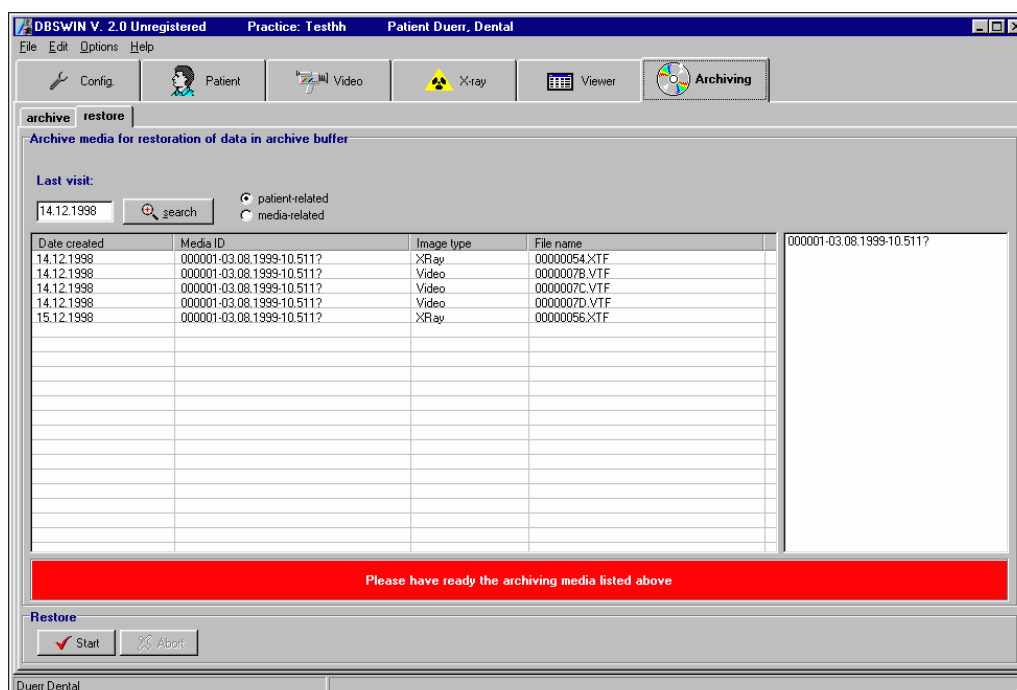 DBSWIN V. 2.0 Unregistered Practice: Testhh Patient Duerr, Dental
File Edit Options Help
Config. Patient Video X-ray Viewer Archiving
archive restore
Archive media for restoration of data in archive buffer
Last visit:
14.12.1998 search patient-related
media-related
Date created Media ID Image type File name 000001-03.08.1999-10.511?
14.12.1998 000001-03.08.1999-10.511? XRay 00000054.XTF
14.12.1998 000001-03.08.1999-10.511? Video 0000007B.VTF
14.12.1998 000001-03.08.1999-10.511? Video 0000007C.VTF
14.12.1998 000001-03.08.1999-10.511? Video 0000007D.VTF
15.12.1998 000001-03.08.1999-10.511? XRay 00000056.XTF
Please have ready the archiving media listed above
Restore
Start Abort
Duerr Dental